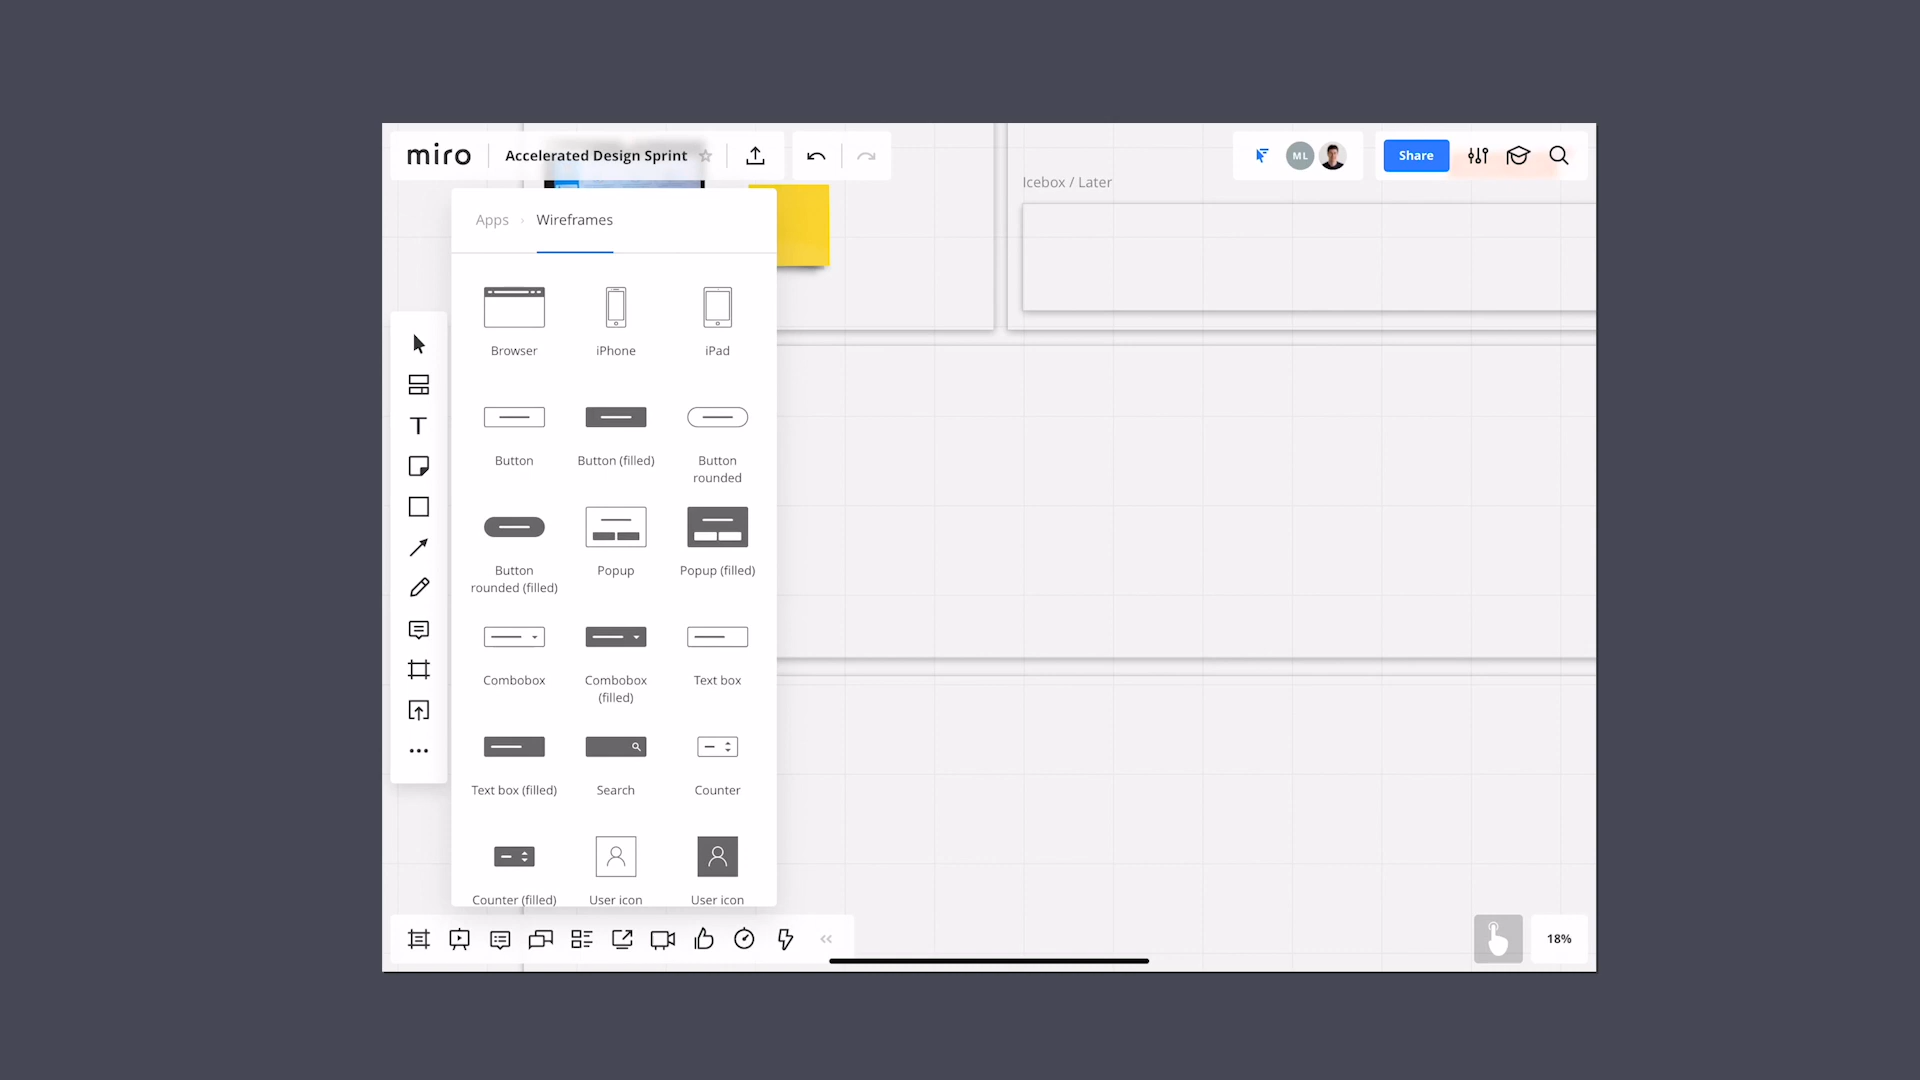 miro
Accelerated Design Sprint
ML
Share
Icebox / Later
Apps
Wireframes
Browser
iPhone
iPad
Button
Button (filled)
Button
rounded
Button
rounded (filled)
Popup
Popup (filled)
Combobox
Combobox
(filled)
Text box
Text box (filled)
Search
Counter
Counter (filled)
User icon
User icon
18%